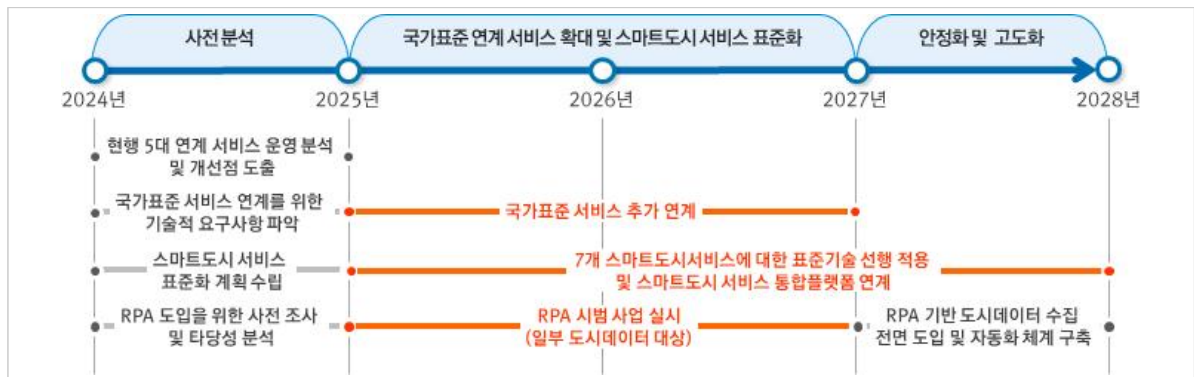 사전 분석
국가표준 연계 서비스 확대 및 스마트도시 서비스 표준화
안정화 및 고도화
2024년
2025년
2026년
2027년
2028년
현행 5대 연계 서비스 운영 분석
및 개선점 도출
국가표준 서비스 연계를 위한
기술적 요구사항 파악
국가표준 서비스 추가 연계
스마트도시 서비스
표준화 계획 수립
7개 스마트도시서비스에 대한 표준기술 선행 적용
및 스마트도시 서비스 통합플랫폼 연계
RPA 도입을 위한 사전 조사
및 타당성 분석
RPA 시범 사업 실시
(일부 도시데이터 대상)
RPA 기반 도시데이터 수집
전면 도입 및 자동화 체계 구축